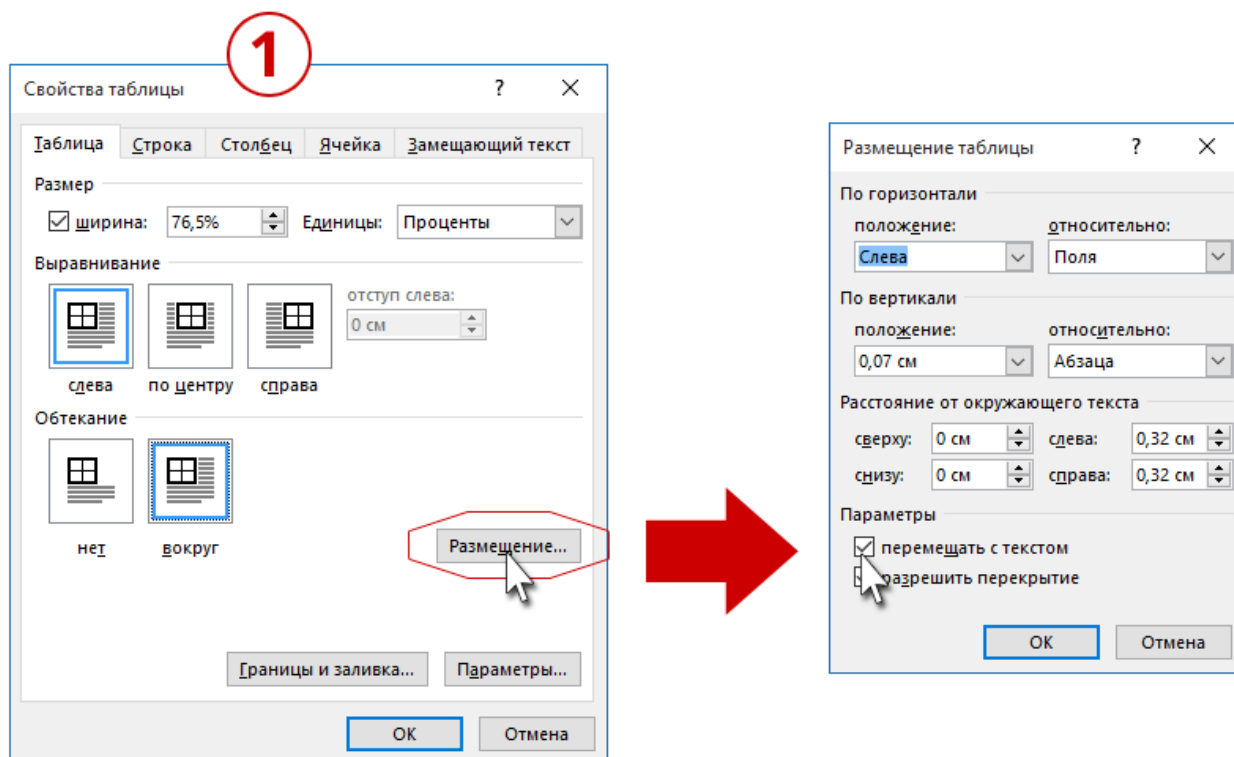 1
Свойства таблицы ?
Таблица Строка Столбец Ячейка Замещающий текст
Размер
ширина: 76,5% Единицы: Проценты
Выравнивание
отступ слева:
0 см
слева по центру справа
Обтекание
нет вокруг
Размещение...
Границы и заливка... Параметры...
ОК Отмена
Размещение таблицы ?
По горизонтали
положение: относительно:
Слева Поля
По вертикали
положение: относительно:
0,07 см Абзаца
Расстояние от окружающего текста
сверху: 0 см слева: 0,32 см
снизу: 0 см справа: 0,32 см
Параметры
перемещать с текстом
разрешить перекрытие
ОК Отмена